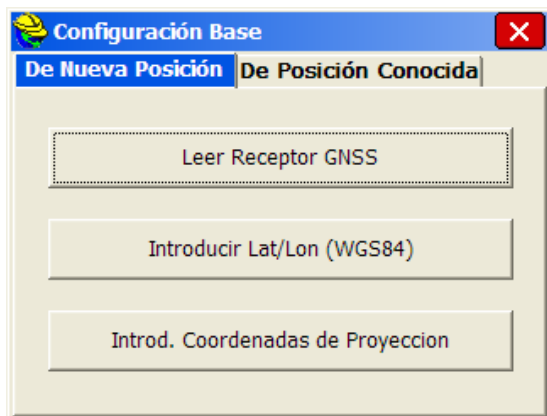 Configuración Base
De Nueva Posición De Posición Conocida
Leer Receptor GNSS
Introducir Lat/Lon (WGS84)
Introd. Coordenadas de Proyeccion